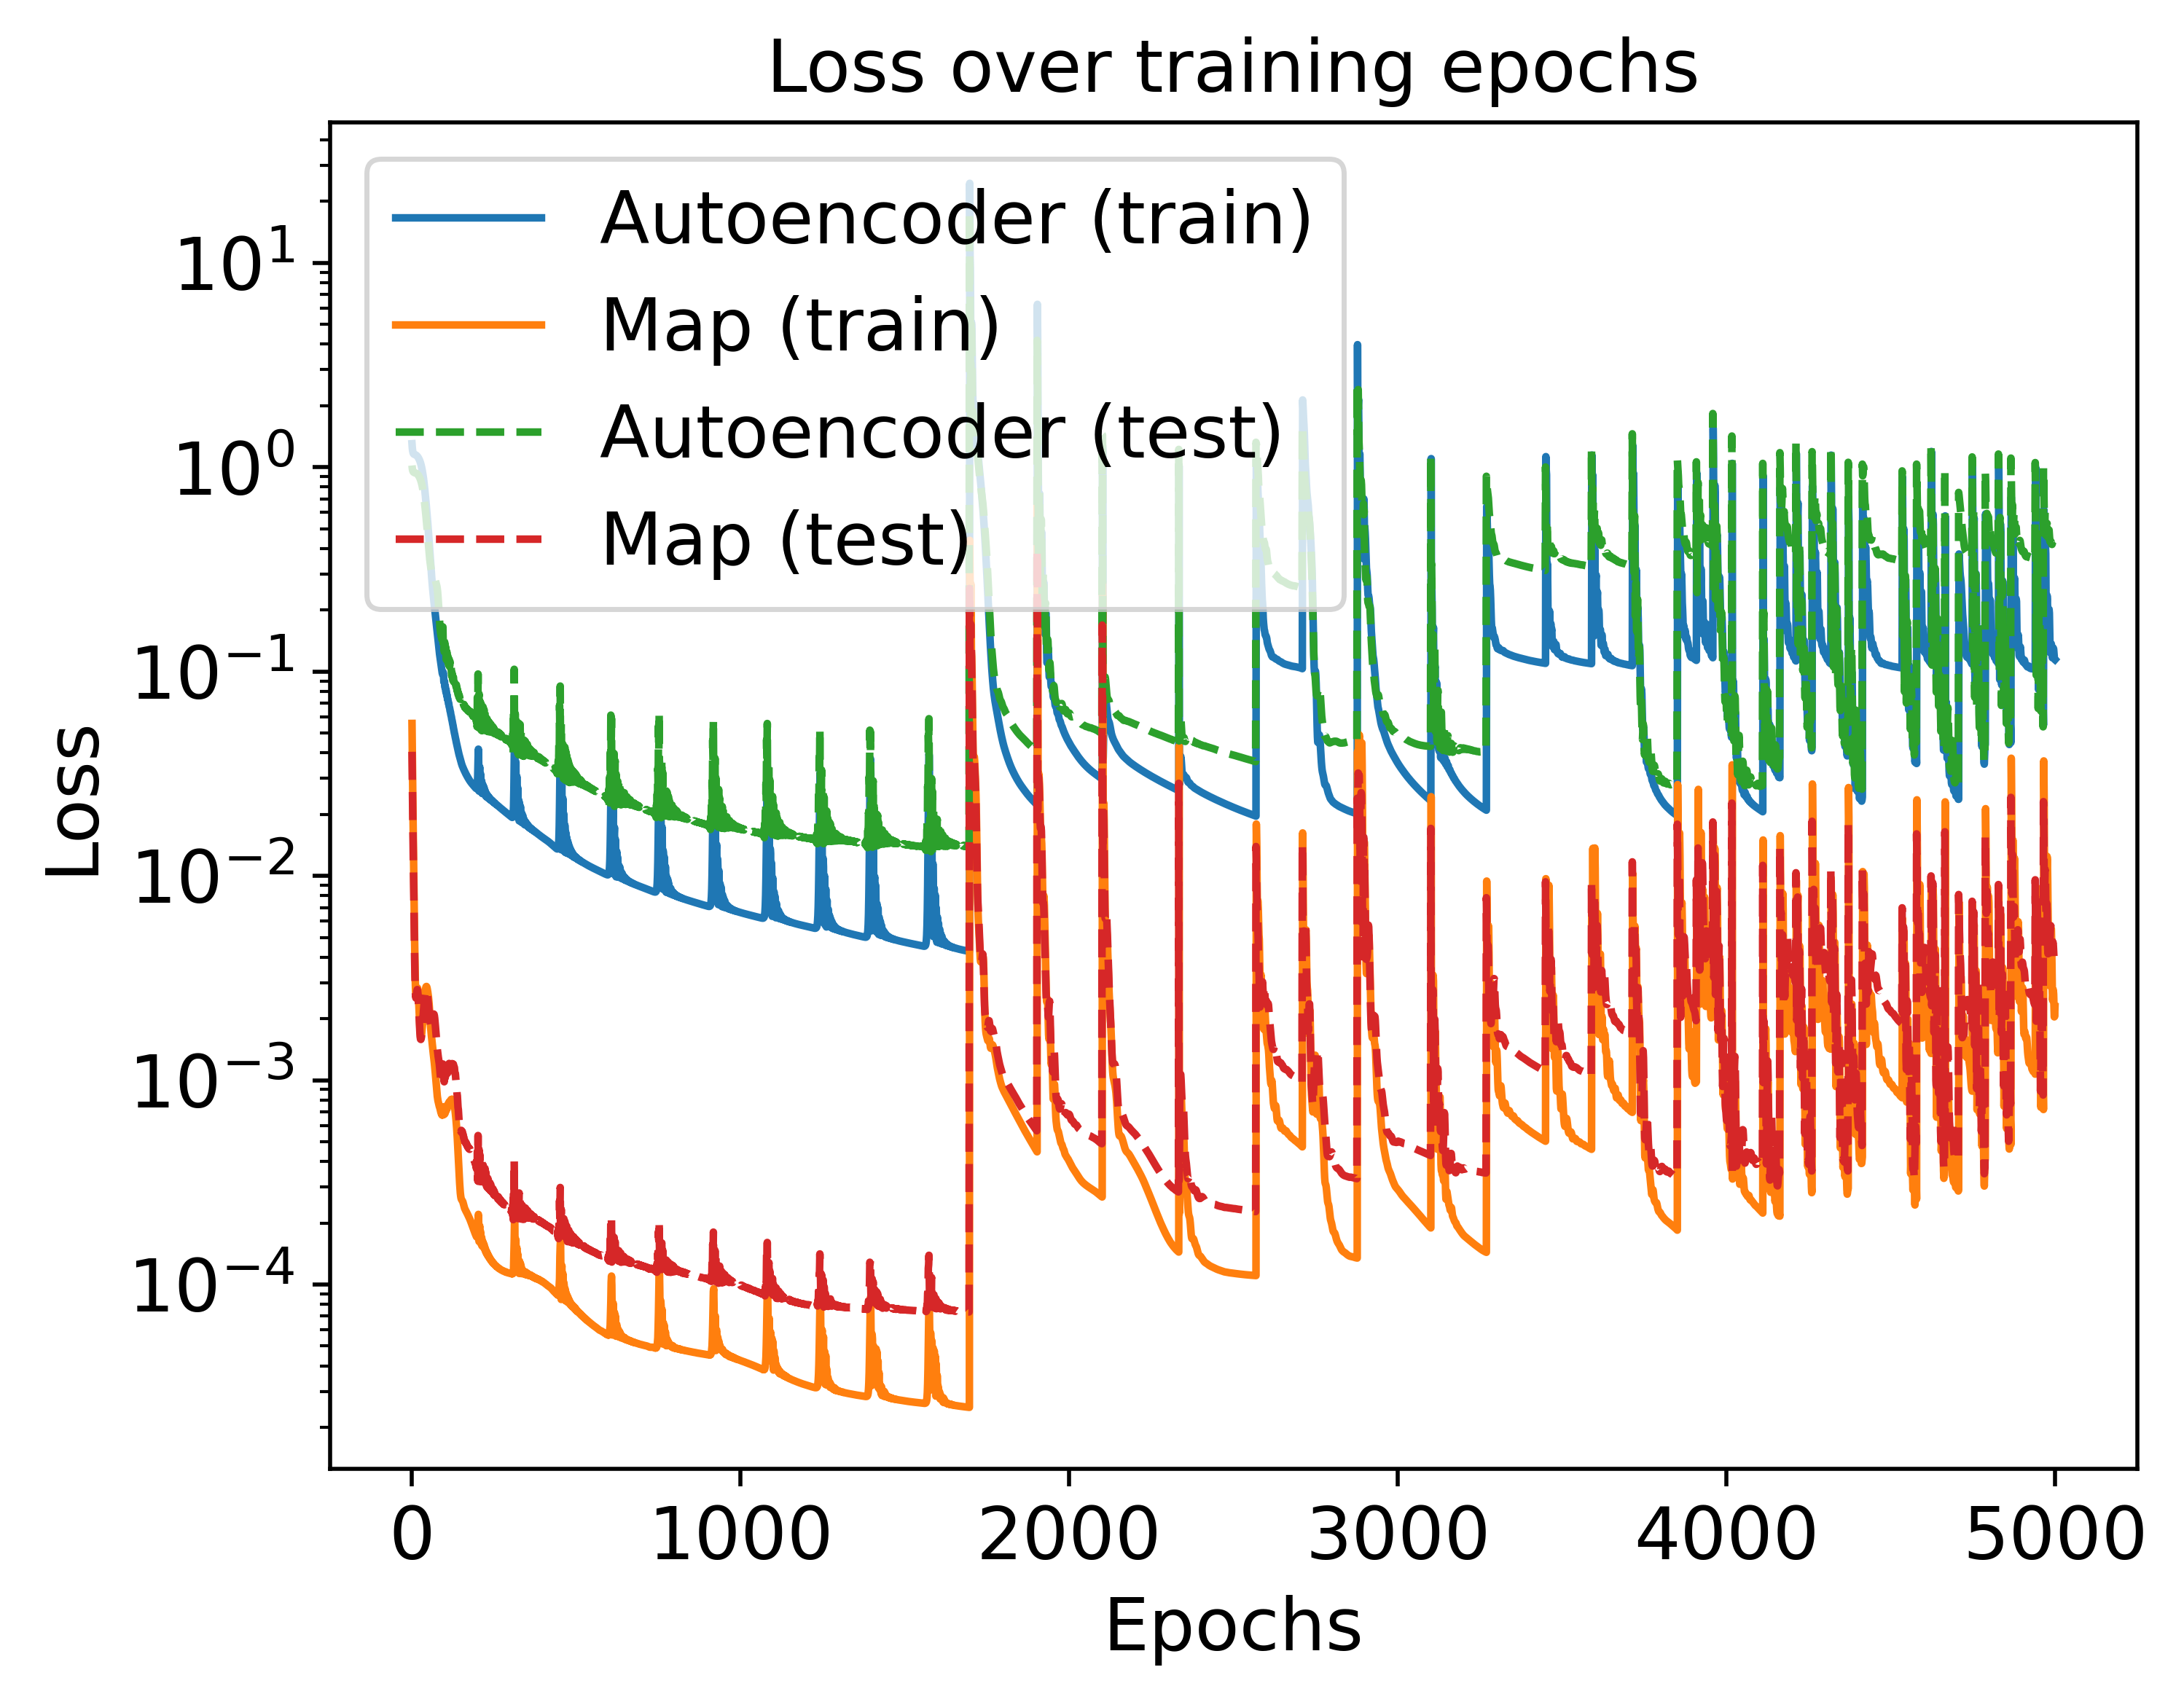 Loss over training epochs
Autoencoder (train)
Map (train)
Autoencoder (test)
Map (test)
10¹
10⁰
10⁻¹
10⁻²
10⁻³
10⁻⁴
Loss
0 1000 2000 3000 4000 5000
Epochs